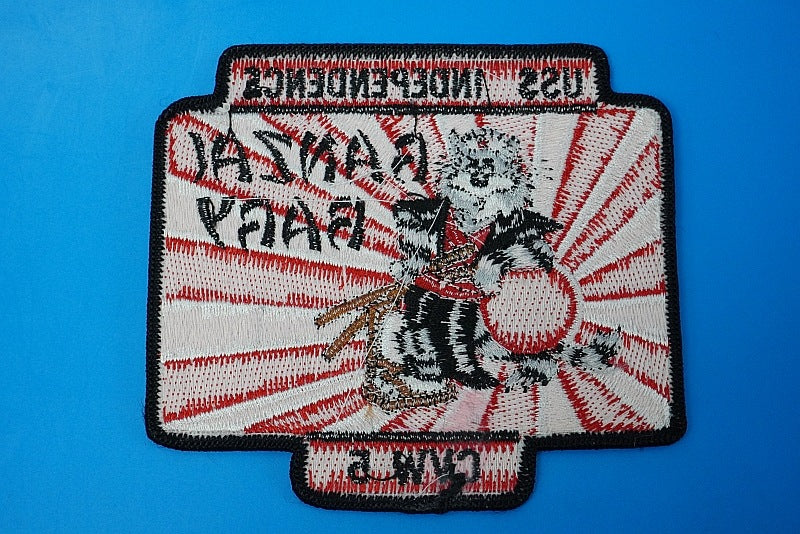 USS INDEPENDENCE
BANZAI
BABY
CVW 5